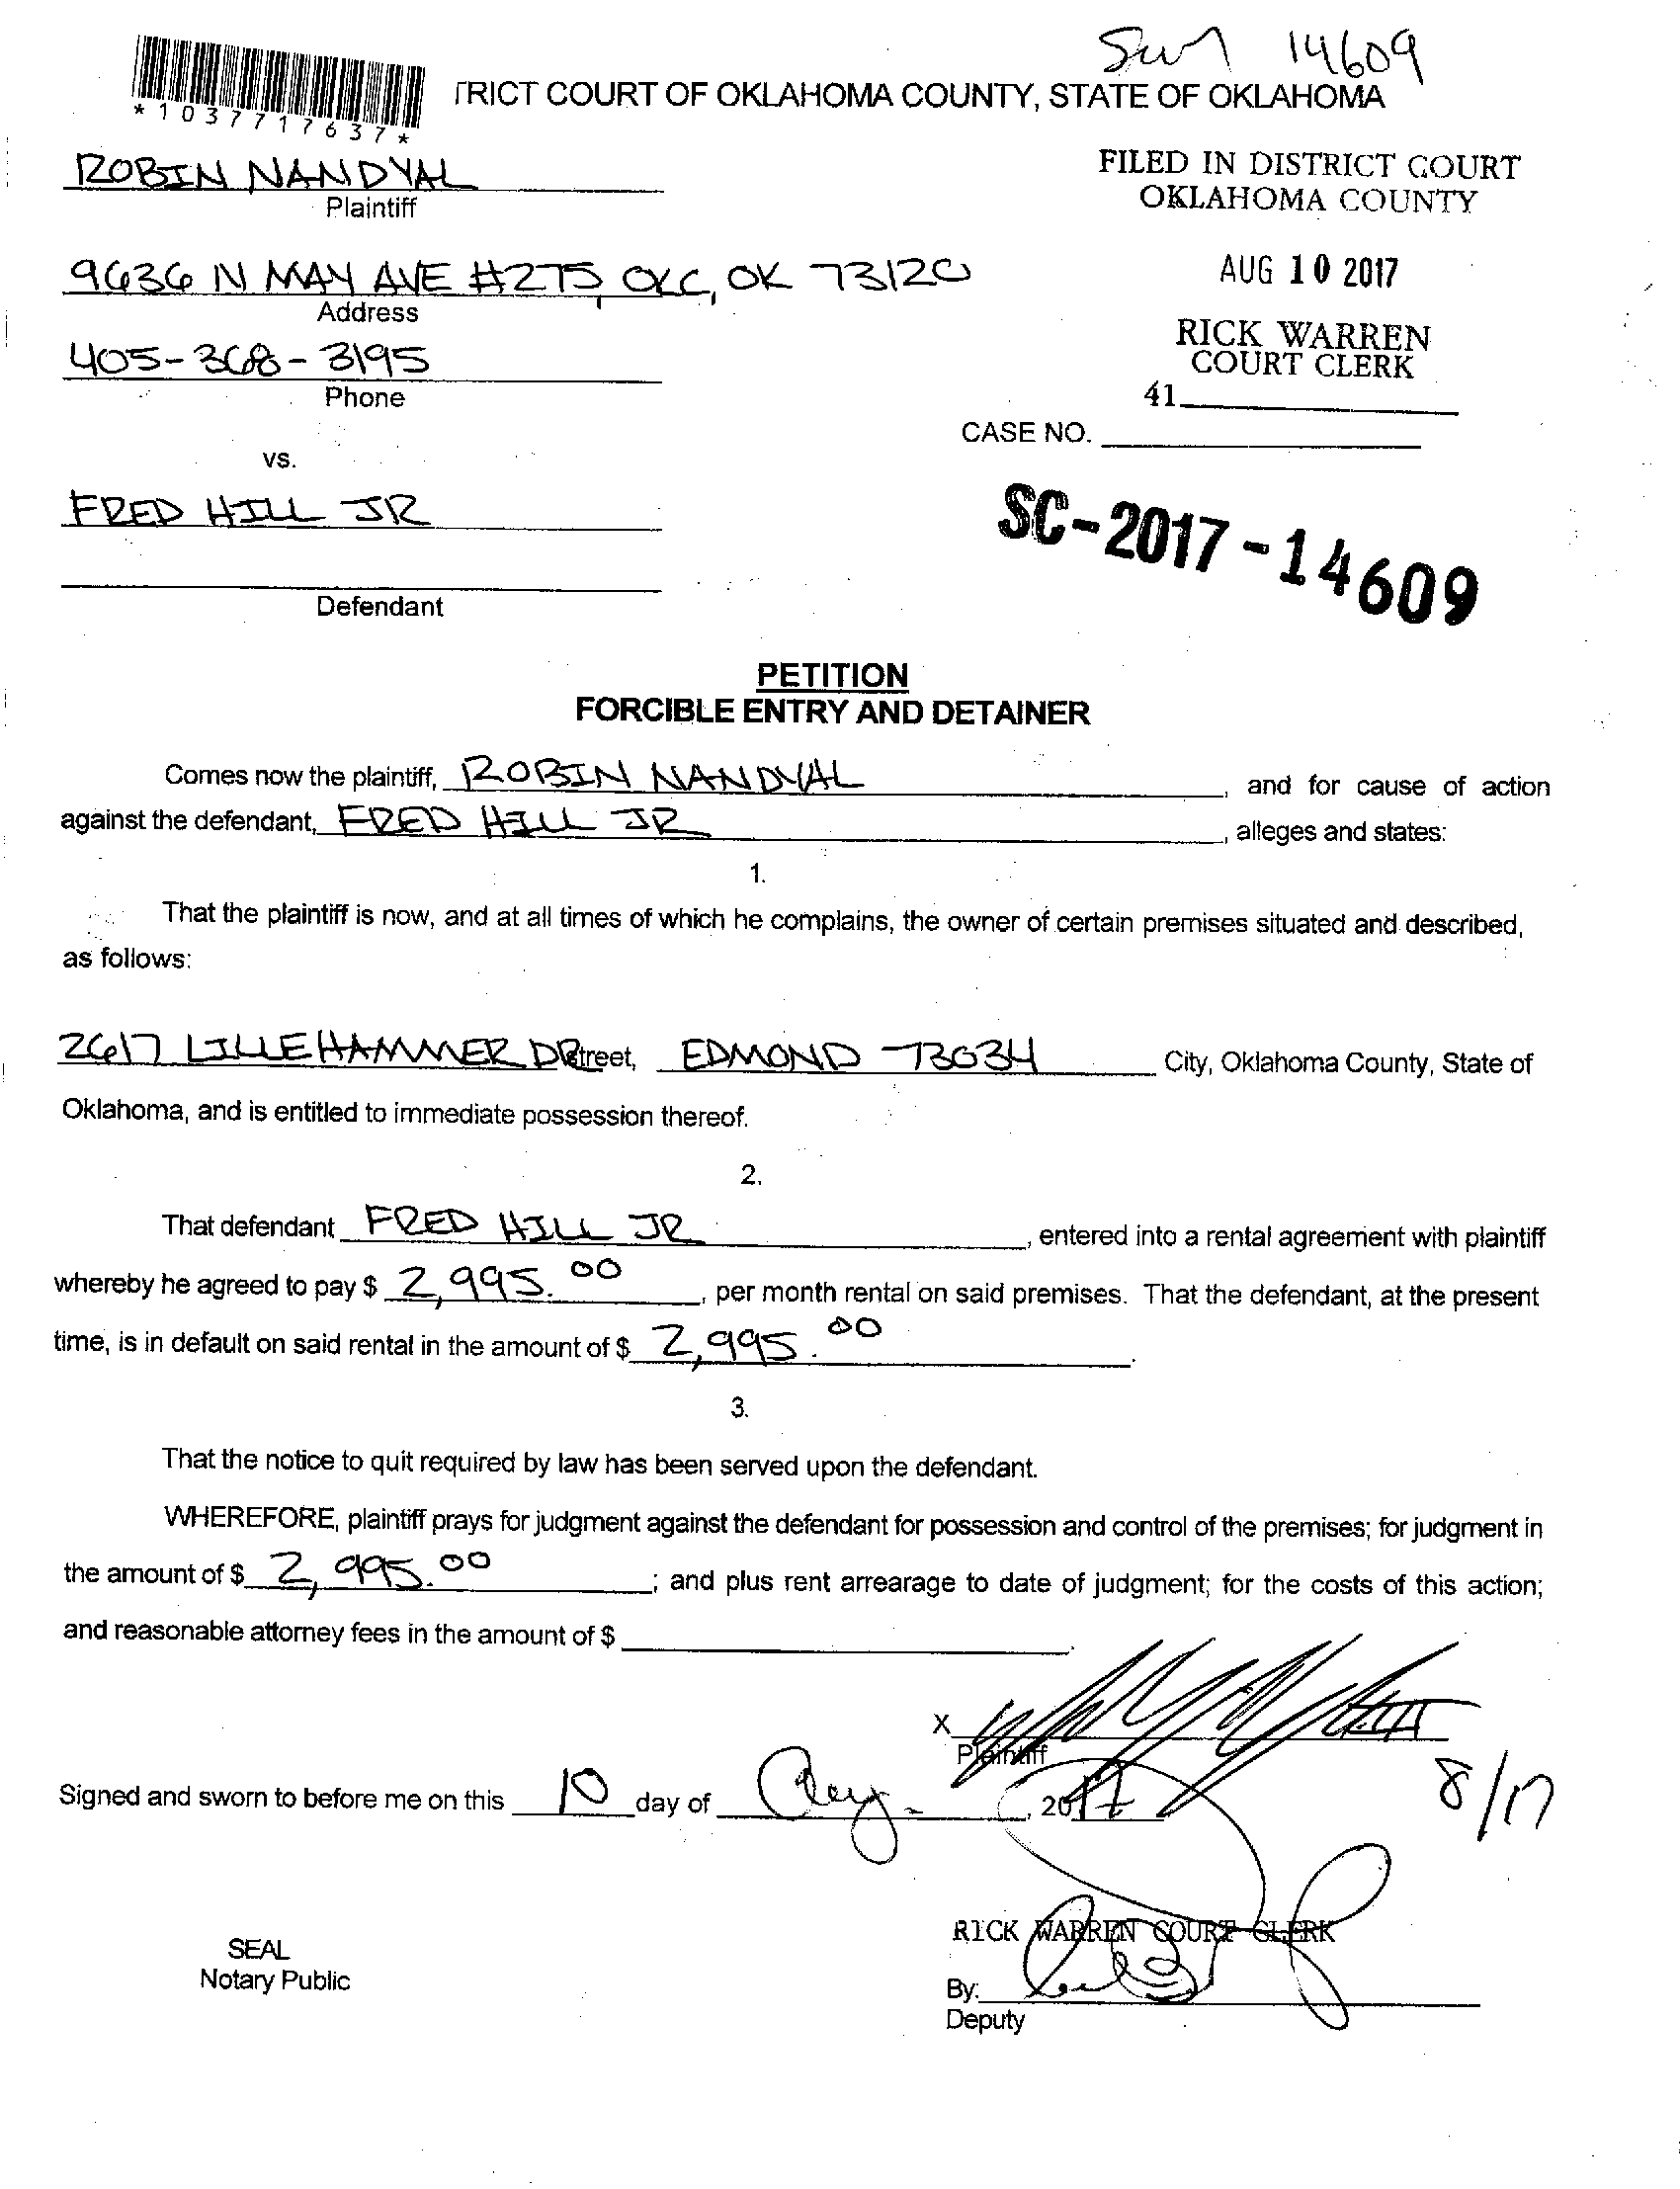 14609
*1037717637*
TRICT COURT OF OKLAHOMA COUNTY, STATE OF OKLAHOMA
ROBIN NANDYAL
Plaintiff
FILED IN DISTRICT COURT
OKLAHOMA COUNTY
9636 N MAY AVE #275, OKC, OK 73120
Address
AUG 10 2017
405-368-3195
Phone
RICK WARREN
COURT CLERK
41
CASE NO.
vs.
FRED HILL JR
SC-2017-14609
Defendant
PETITION
FORCIBLE ENTRY AND DETAINER
Comes now the plaintiff, ROBIN NANDYAL, and for cause of action
against the defendant, FRED HILL JR, alleges and states:
1.
That the plaintiff is now, and at all times of which he complains, the owner of certain premises situated and described,
as follows:
2617 LILLEHAMMER DR Street, EDMOND 73034 City, Oklahoma County, State of
Oklahoma, and is entitled to immediate possession thereof.
2.
That defendant FRED HILL JR, entered into a rental agreement with plaintiff
whereby he agreed to pay $ 2,995.00, per month rental on said premises. That the defendant, at the present
time, is in default on said rental in the amount of $ 2,995.00.
3.
That the notice to quit required by law has been served upon the defendant.
WHEREFORE, plaintiff prays for judgment against the defendant for possession and control of the premises; for judgment in
the amount of $ 2,995.00; and plus rent arrearage to date of judgment; for the costs of this action;
and reasonable attorney fees in the amount of $.
X
Plaintiff
8/17
Signed and sworn to before me on this 10 day of Aug., 2017
RICK WARREN COURT CLERK
SEAL
Notary Public
By:
Deputy